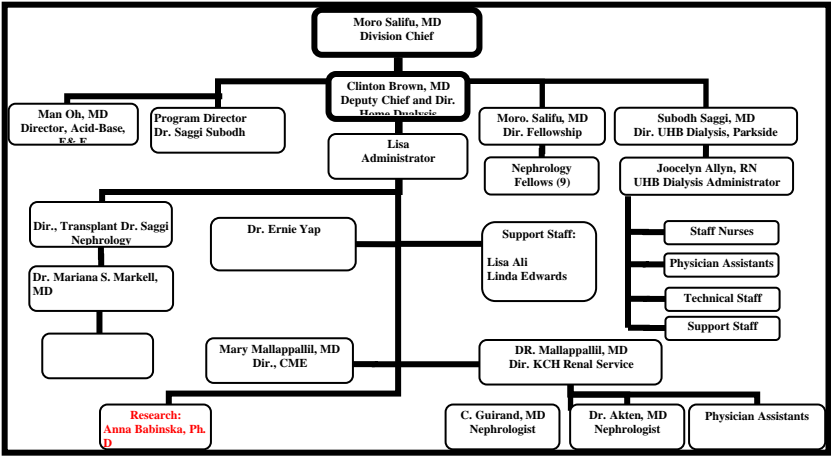 Moro Salifu, MD
Division Chief
Clinton Brown, MD
Deputy Chief and Dir.
Home Dualysis
Man Oh, MD
Director, Acid-Base,
F& F
Program Director
Dr. Saggi Subodh
Moro. Salifu, MD
Dir. Fellowship
Subodh Saggi, MD
Dir. UHB Dialysis, Parkside
Lisa
Administrator
Nephrology
Fellows (9)
Joocelyn Allyn, RN
UHB Dialysis Administrator
Dir., Transplant Dr. Saggi
Nephrology
Dr. Ernie Yap
Support Staff:
Lisa Ali
Linda Edwards
Staff Nurses
Physician Assistants
Technical Staff
Support Staff
Dr. Mariana S. Markell,
MD
Mary Mallappallil, MD
Dir., CME
DR. Mallappallil, MD
Dir. KCH Renal Service
Research:
Anna Babinska, Ph.
D
C. Guirand, MD
Nephrologist
Dr. Akten, MD
Nephrologist
Physician Assistants